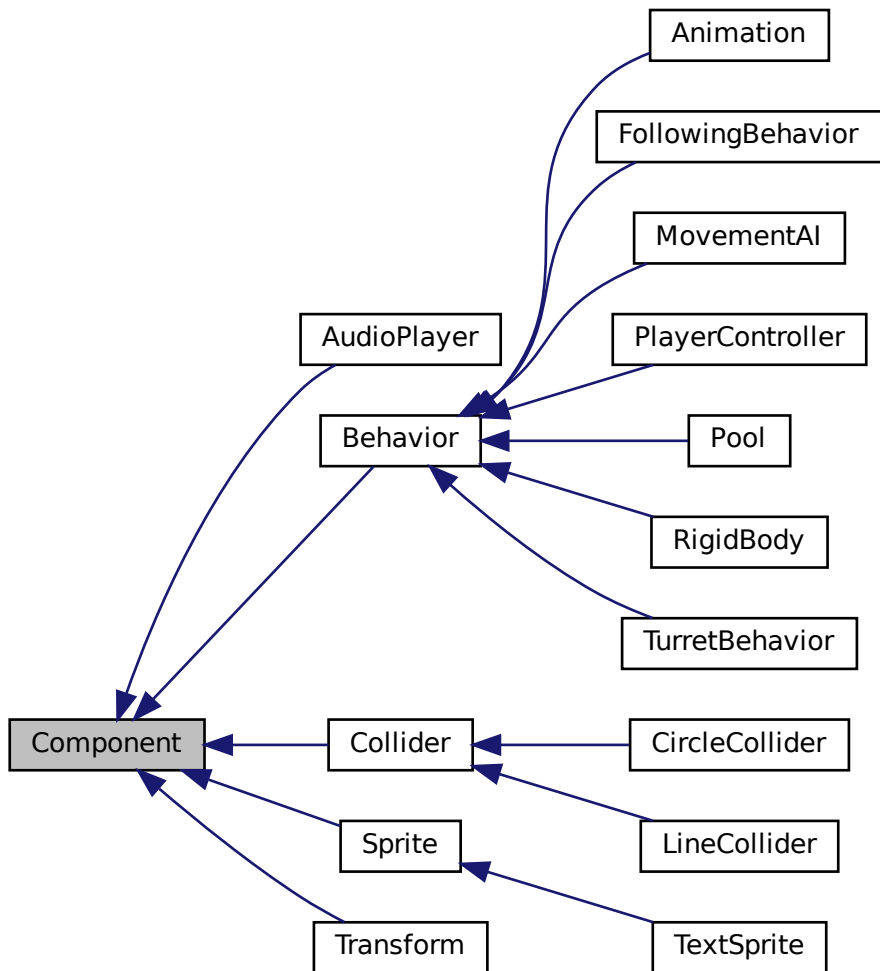 Animation
FollowingBehavior
MovementAI
AudioPlayer
PlayerController
Behavior
Pool
RigidBody
TurretBehavior
Component
Collider
CircleCollider
Sprite
LineCollider
Transform
TextSprite